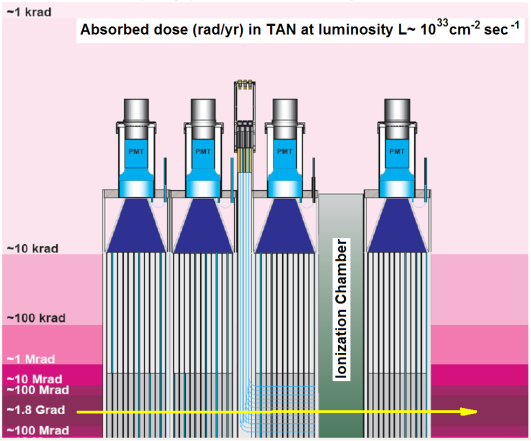 ~1 krad
Absorbed dose (rad/yr) in TAN at luminosity L~ 10³³cm⁻² sec⁻¹
PMT
PMT
PMT
PMT
~10 krad
Ionization Chamber
~100 krad
~1 Mrad
~10 Mrad
~100 Mrad
~1.8 Grad
~100 Mrad